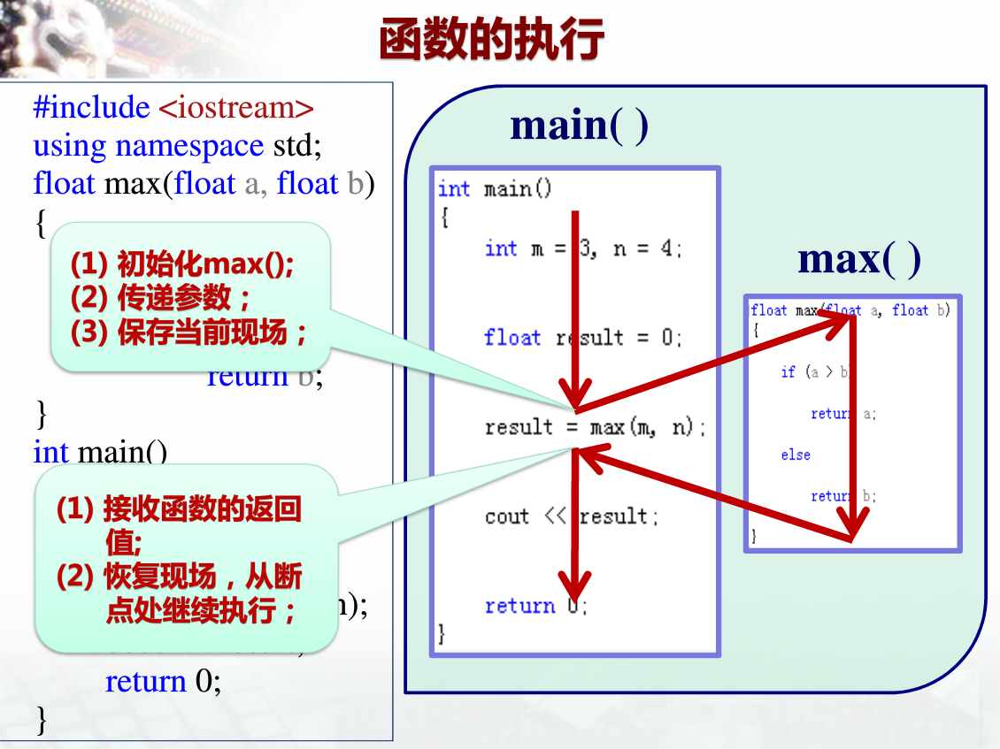 函数的执行
#include <iostream>
using namespace std;
float max(float a, float b)
{
(1) 初始化max();
(2) 传递参数；
(3) 保存当前现场；
return b;
}
int main()
(1) 接收函数的返回
值;
(2) 恢复现场，从断
点处继续执行；
n);
return 0;
}
main( )
int main()
{
int m = 3, n = 4;
float result = 0;
result = max(m, n);
cout << result;
return 0;
}
max( )
float max(float a, float b)
{
if (a > b)
return a;
else
return b;
}